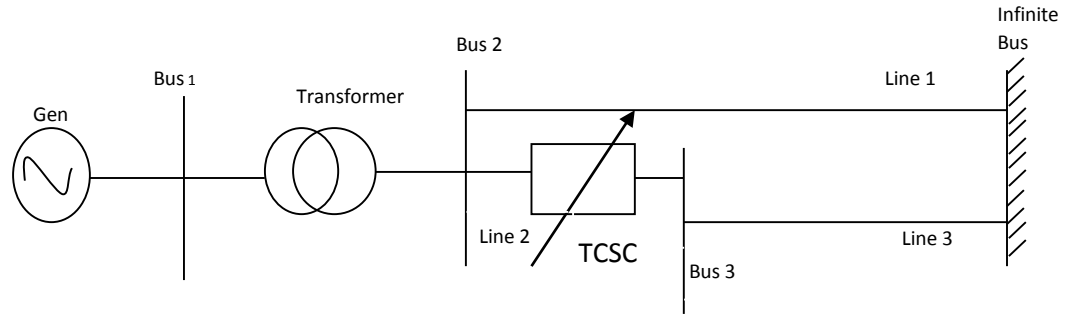 Infinite
Bus
Bus 2
Line 1
Bus 1
Transformer
Gen
Line 2
TCSC
Line 3
Bus 3